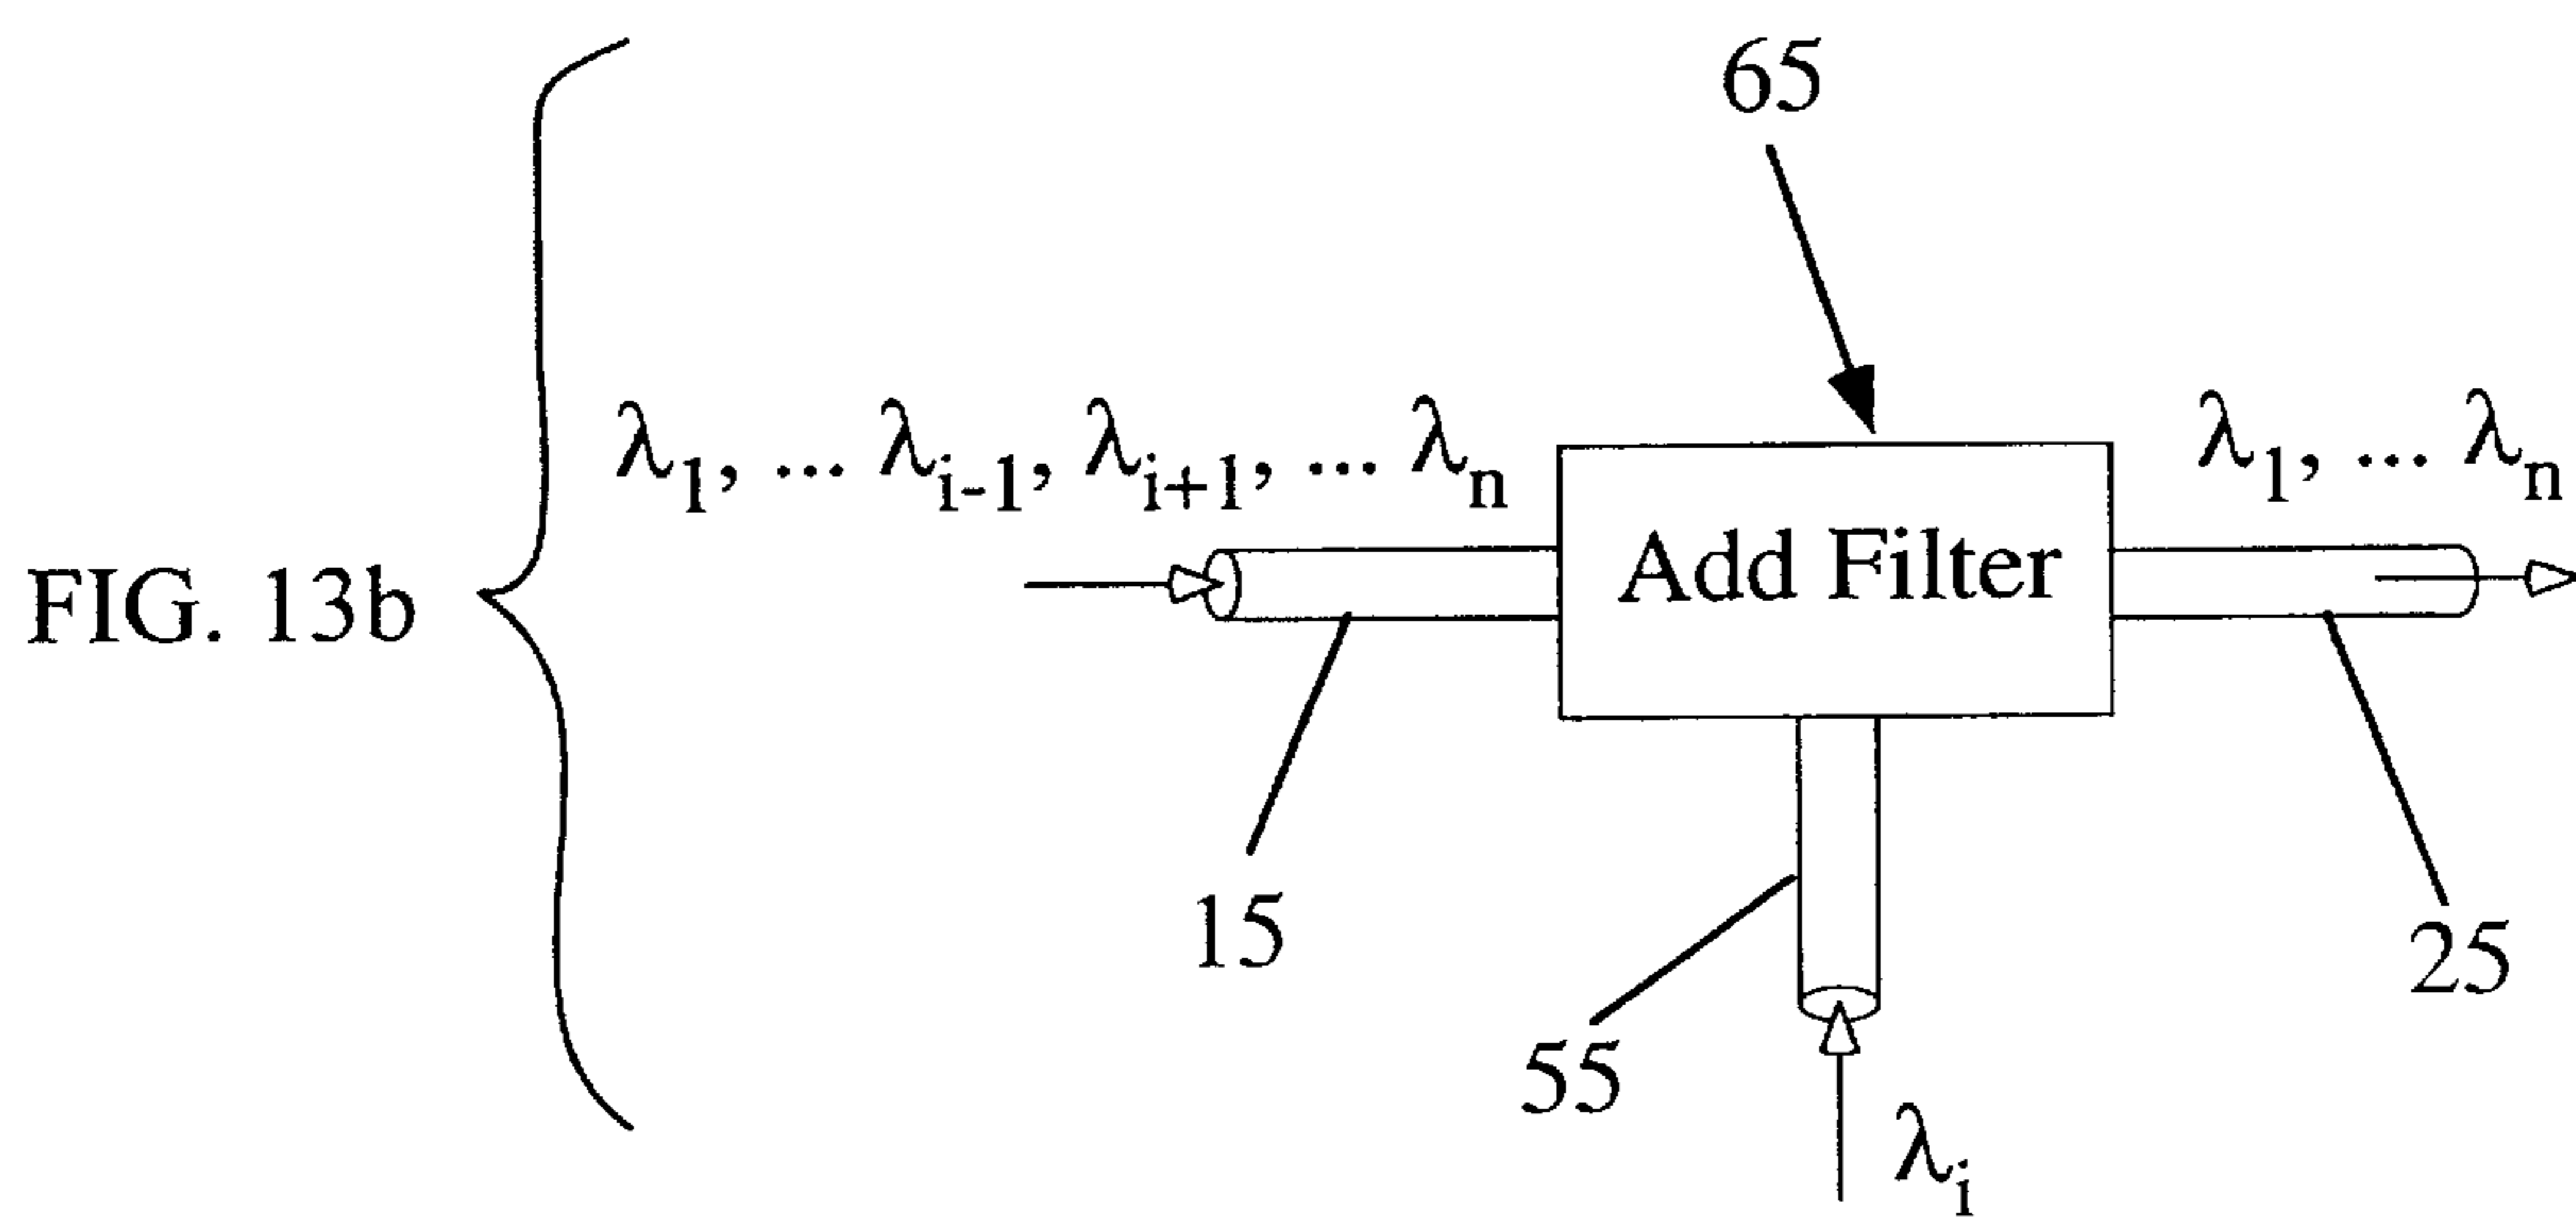 65
λ1, ... λi-1, λi+1, ... λn
λ1, ... λn
Add Filter
FIG. 13b
15
25
55
λi